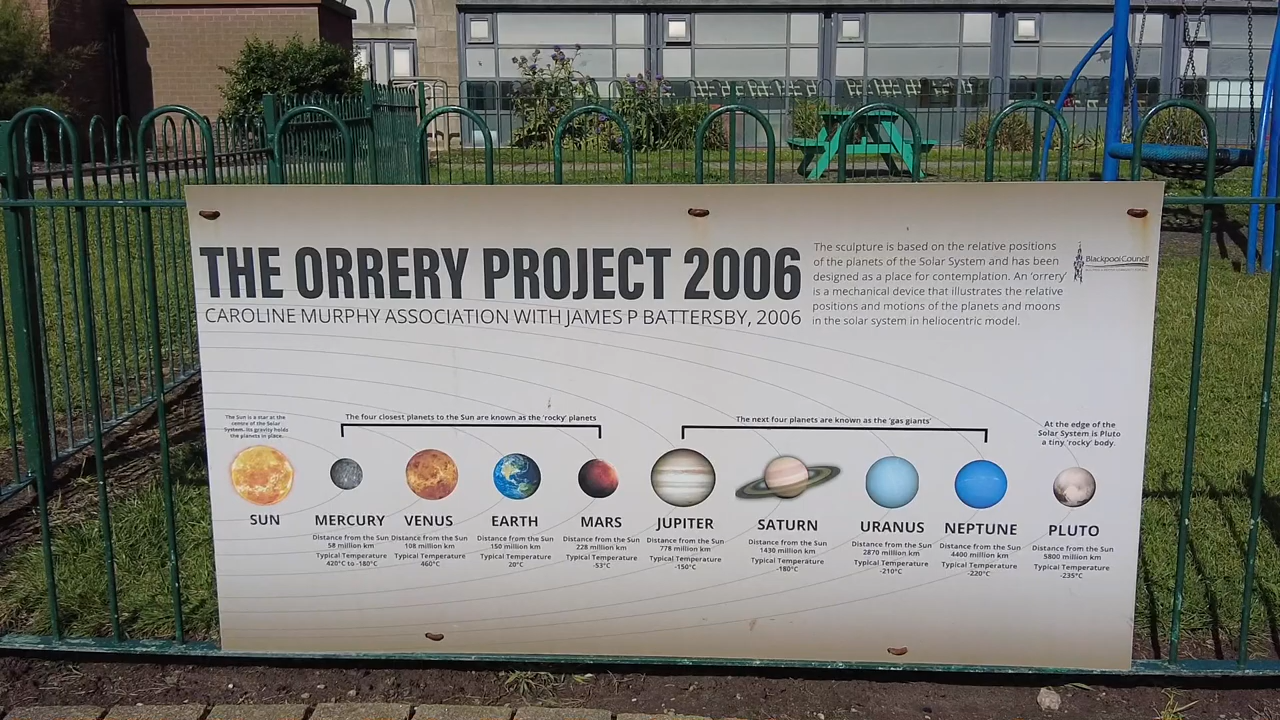 THE ORRERY PROJECT 2006
CAROLINE MURPHY ASSOCIATION WITH JAMES P BATTERSBY, 2006
The sculpture is based on the relative positions
of the planets of the Solar System and has been
designed as a place for contemplation. An 'orrery'
is a mechanical device that illustrates the relative
positions and motions of the planets and moons
in the solar system in heliocentric model.
BlackpoolCouncil
The Sun is a star at the
centre of the Solar
System. Its gravity holds
the planets in place.
The four closest planets to the Sun are known as the 'rocky' planets
The next four planets are known as the 'gas giants'
At the edge of the
Solar System is Pluto
a tiny 'rocky' body.
SUN
MERCURY
Distance from the Sun
58 million km
Typical Temperature
420°C to -180°C
VENUS
Distance from the Sun
108 million km
Typical Temperature
460°C
EARTH
Distance from the Sun
150 million km
Typical Temperature
20°C
MARS
Distance from the Sun
228 million km
Typical Temperature
-53°C
JUPITER
Distance from the Sun
778 million km
Typical Temperature
-150°C
SATURN
Distance from the Sun
1430 million km
Typical Temperature
-180°C
URANUS
Distance from the Sun
2870 million km
Typical Temperature
-210°C
NEPTUNE
Distance from the Sun
4400 million km
Typical Temperature
-220°C
PLUTO
Distance from the Sun
5800 million km
Typical Temperature
-235°C